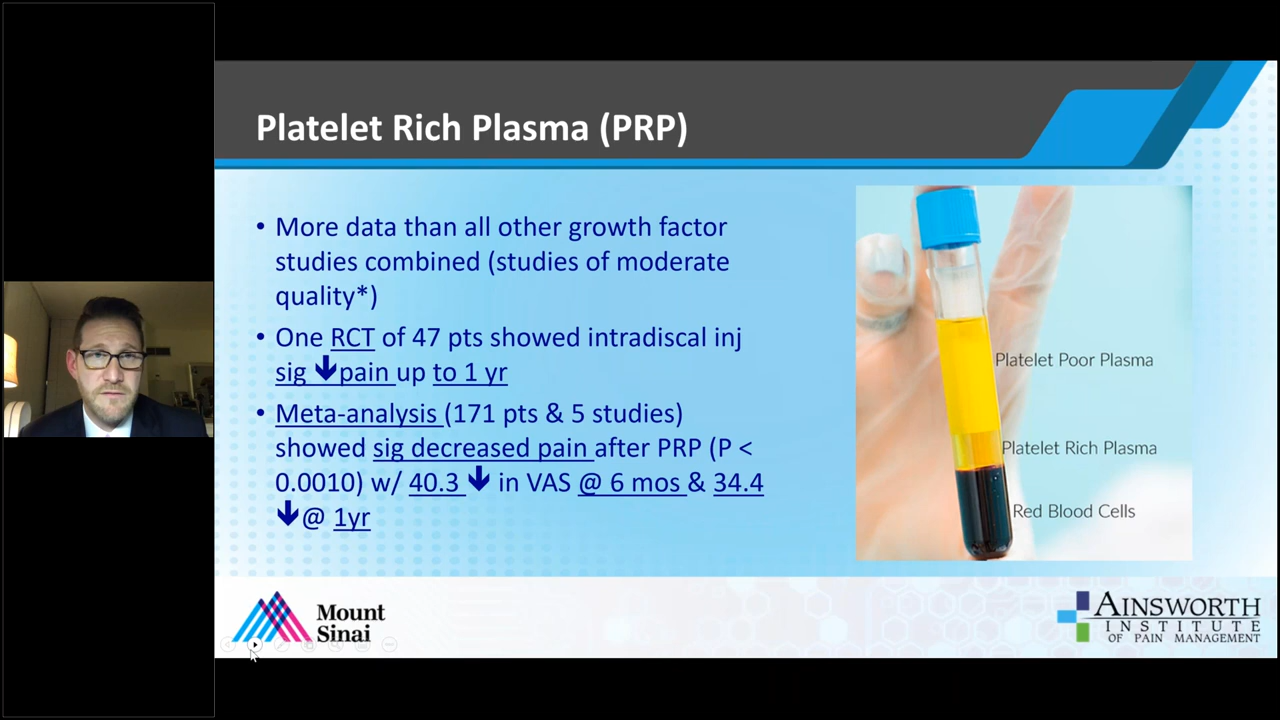 Platelet Rich Plasma (PRP)
• More data than all other growth factor
studies combined (studies of moderate
quality*)
• One RCT of 47 pts showed intradiscal inj
sig 🡻pain up to 1 yr
• Meta-analysis (171 pts & 5 studies)
showed sig decreased pain after PRP (P <
0.0010) w/ 40.3 🡻 in VAS @ 6 mos & 34.4
🡻@ 1yr
Platelet Poor Plasma
Platelet Rich Plasma
Red Blood Cells
Mount
Sinai
AINSWORTH
INSTITUTE
OF PAIN MANAGEMENT